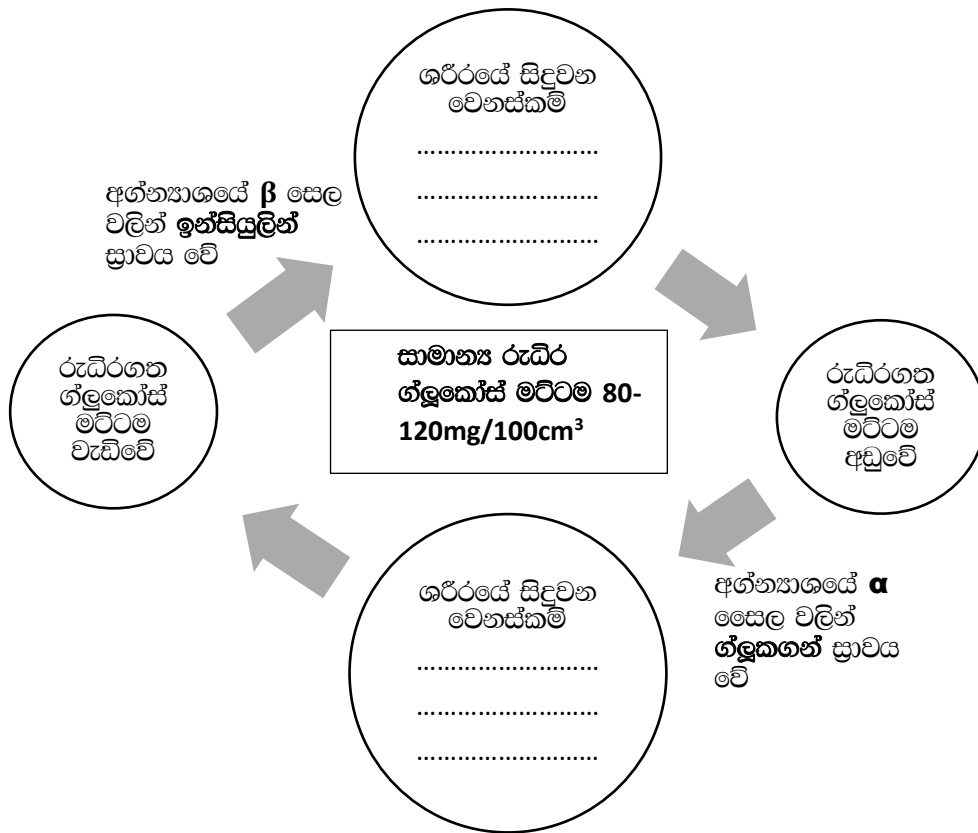 ශරීරයේ සිදුවන
වෙනස්කම්
............................
............................
............................
අග්න්‍යාශයේ β සෙල
වලින් ඉන්සියුලින්
ස්‍රාවය වේ
රුධිරගත
ග්ලුකෝස්
මට්ටම
වැඩිවේ
සාමාන්‍ය රුධිර
ග්ලූකෝස් මට්ටම 80-
120mg/100cm³
රුධිරගත
ග්ලුකෝස්
මට්ටම
අඩුවේ
ශරීරයේ සිදුවන
වෙනස්කම්
............................
............................
............................
අග්න්‍යාශයේ α
සෛල වලින්
ග්ලූකගන් ස්‍රාවය
වේ